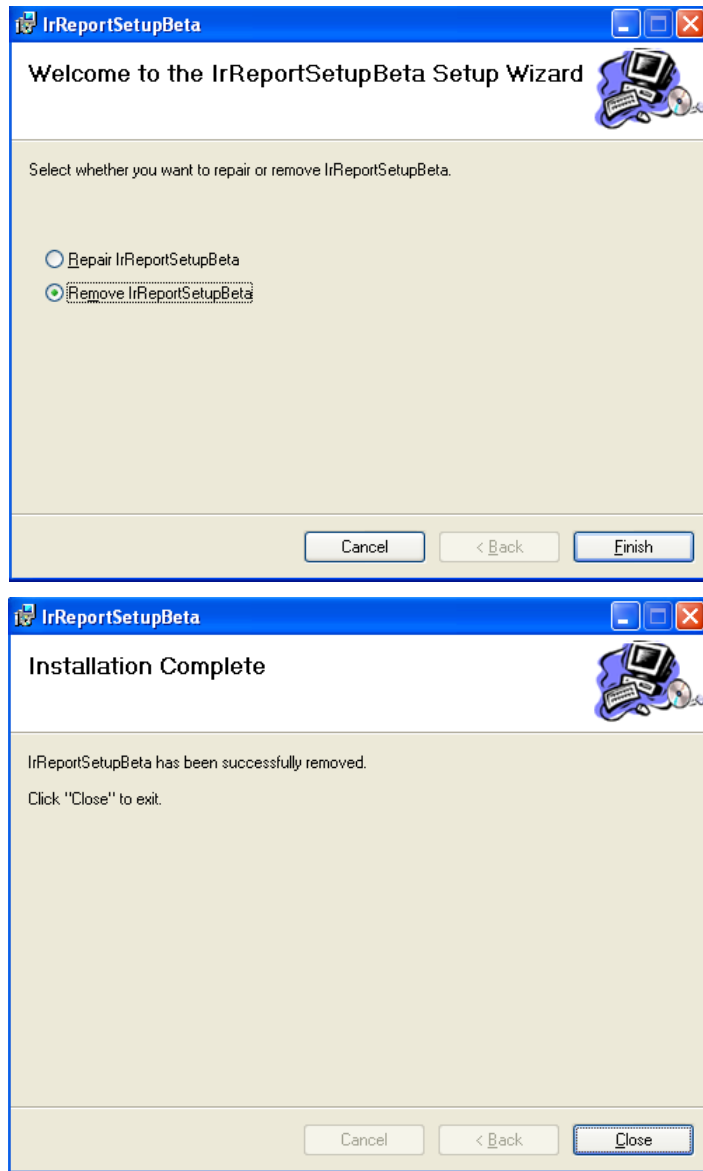 IrReportSetupBeta
Welcome to the IrReportSetupBeta Setup Wizard
Select whether you want to repair or remove IrReportSetupBeta.
Repair IrReportSetupBeta
Remove IrReportSetupBeta
Cancel
< Back
Finish
IrReportSetupBeta
Installation Complete
IrReportSetupBeta has been successfully removed.
Click "Close" to exit.
Cancel
< Back
Close